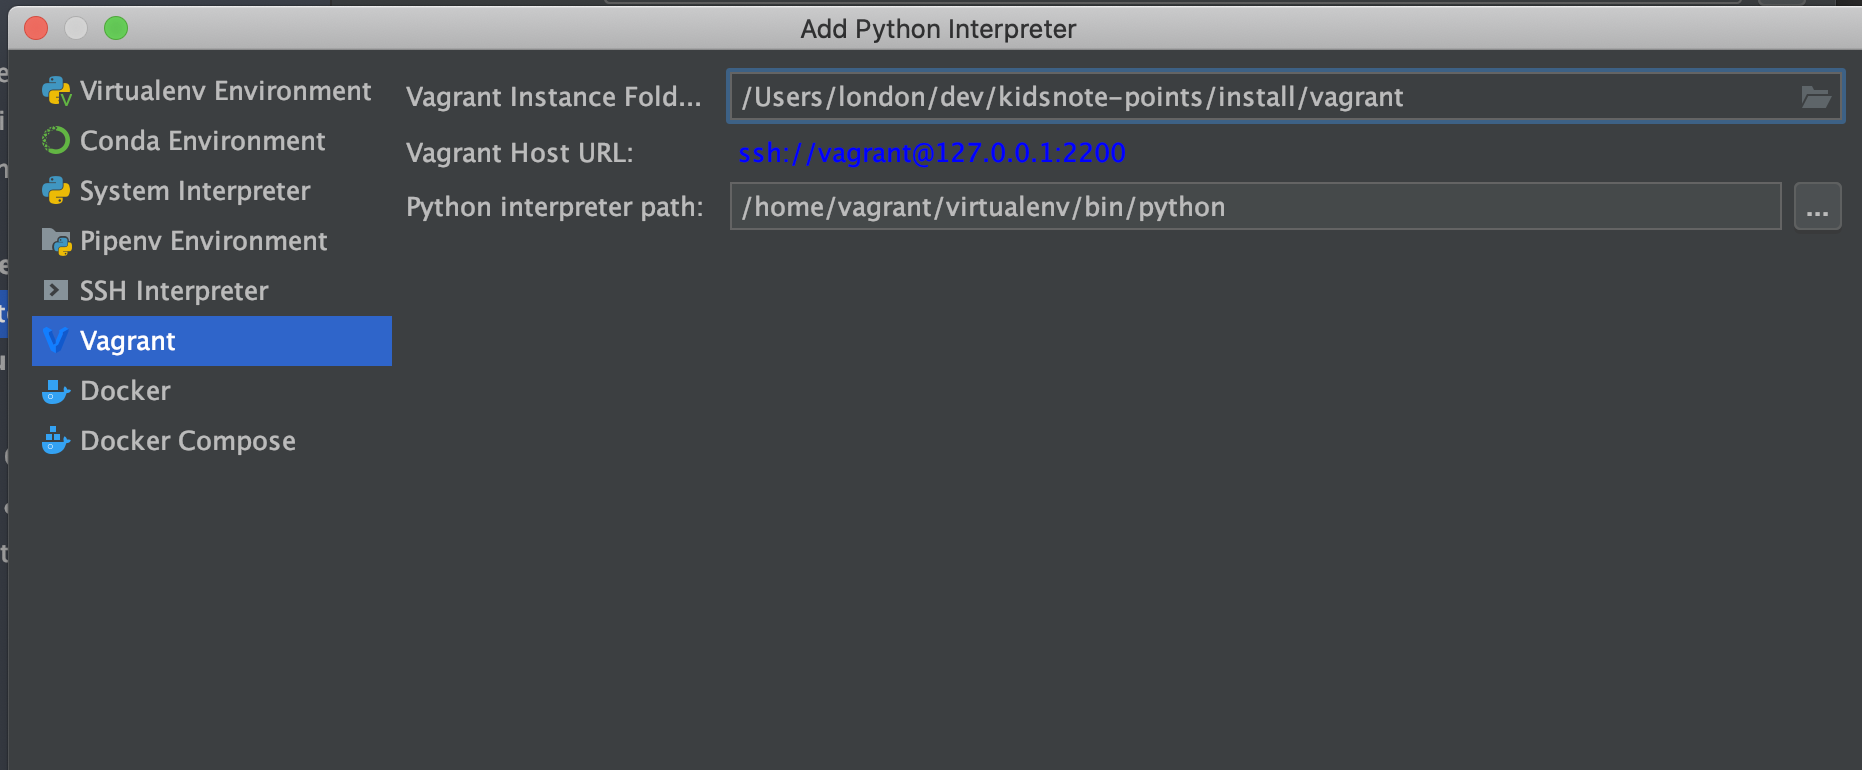 Add Python Interpreter
Virtualenv Environment
Conda Environment
System Interpreter
Pipenv Environment
SSH Interpreter
Vagrant
Docker
Docker Compose
Vagrant Instance Fold... /Users/london/dev/kidsnote-points/install/vagrant
Vagrant Host URL: ssh://vagrant@127.0.0.1:2200
Python interpreter path: /home/vagrant/virtualenv/bin/python ...